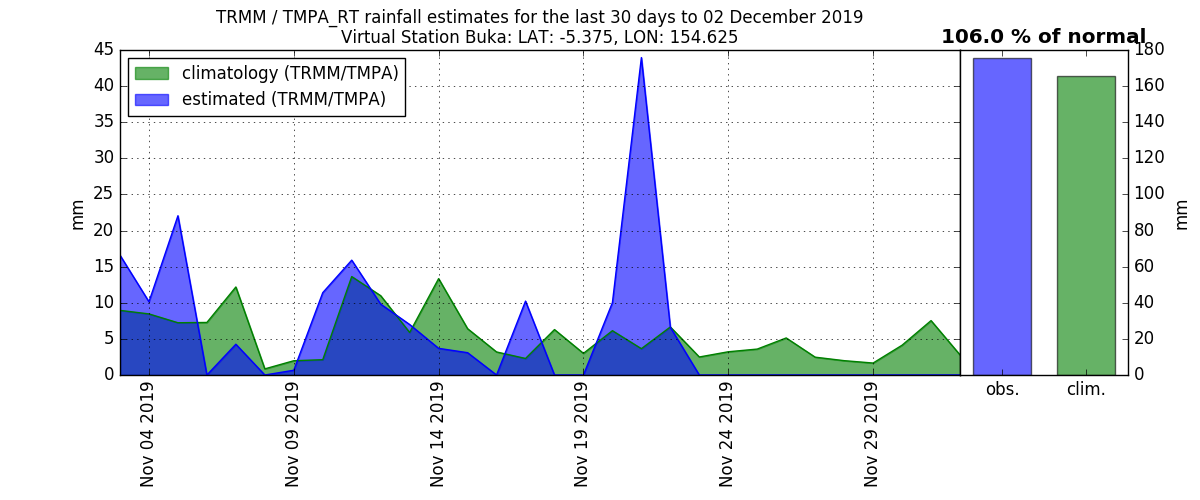 TRMM / TMPA_RT rainfall estimates for the last 30 days to 02 December 2019
Virtual Station Buka: LAT: -5.375, LON: 154.625
106.0 % of normal
climatology (TRMM/TMPA)
estimated (TRMM/TMPA)
mm
45
40
35
30
25
20
15
10
5
0
Nov 04 2019
Nov 09 2019
Nov 14 2019
Nov 19 2019
Nov 24 2019
Nov 29 2019
obs.
clim.
180
160
140
120
100
80
60
40
20
0
mm